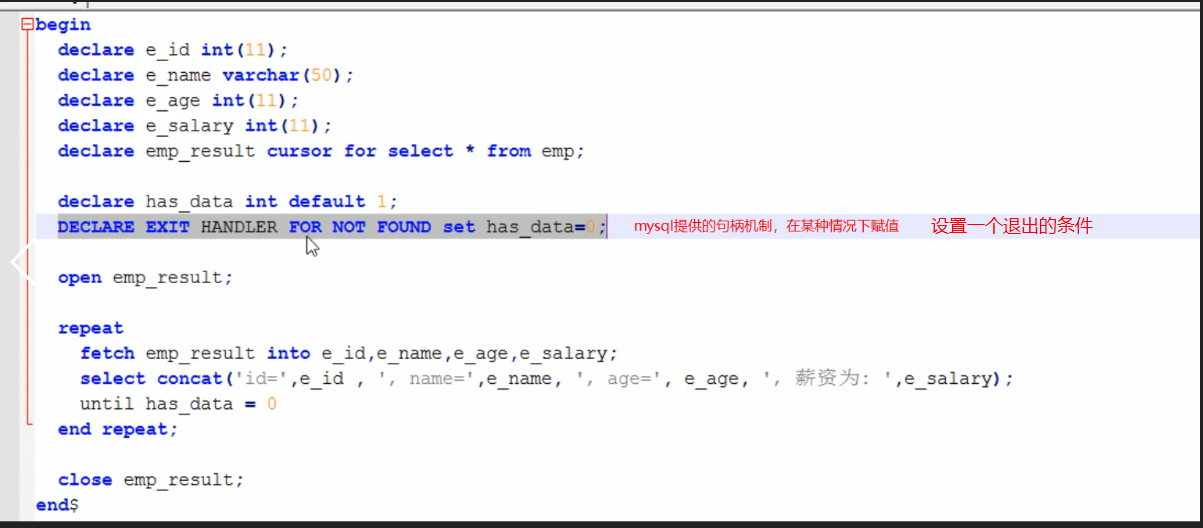 begin
declare e_id int(11);
declare e_name varchar(50);
declare e_age int(11);
declare e_salary int(11);
declare emp_result cursor for select * from emp;
declare has_data int default 1;
DECLARE EXIT HANDLER FOR NOT FOUND set has_data=0; mysql提供的句柄机制，在某种情况下赋值 设置一个退出的条件
open emp_result;
repeat
fetch emp_result into e_id,e_name,e_age,e_salary;
select concat('id=',e_id , ', name=',e_name, ', age=', e_age, ', 薪资为: ',e_salary);
until has_data = 0
end repeat;
close emp_result;
end$